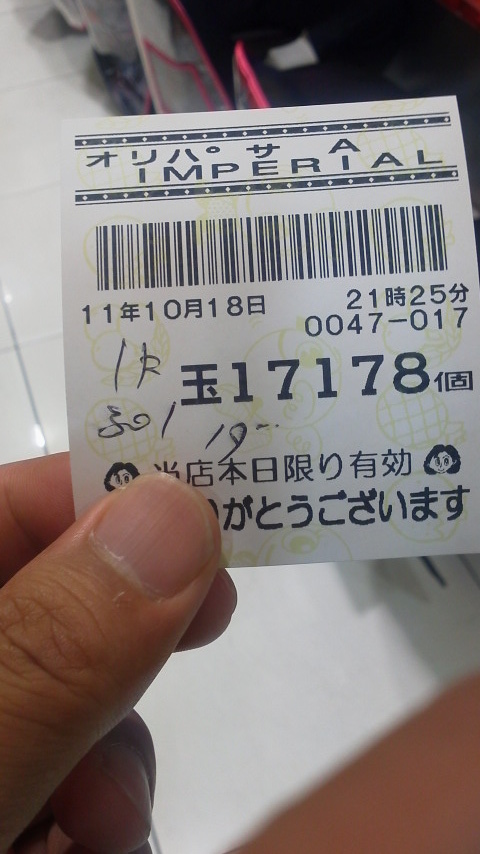 オリパサ A
IMPERIAL
11年10月18日 21時25分
0047-017
玉17178個
301
当店本日限り有効
がとうございます